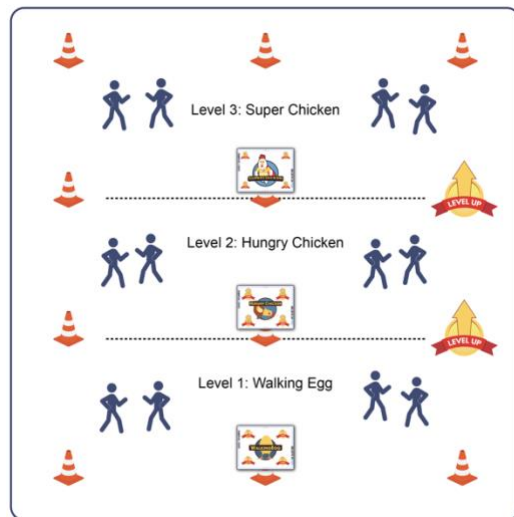 Level 3: Super Chicken
LEVEL UP
Level 2: Hungry Chicken
LEVEL UP
Level 1: Walking Egg